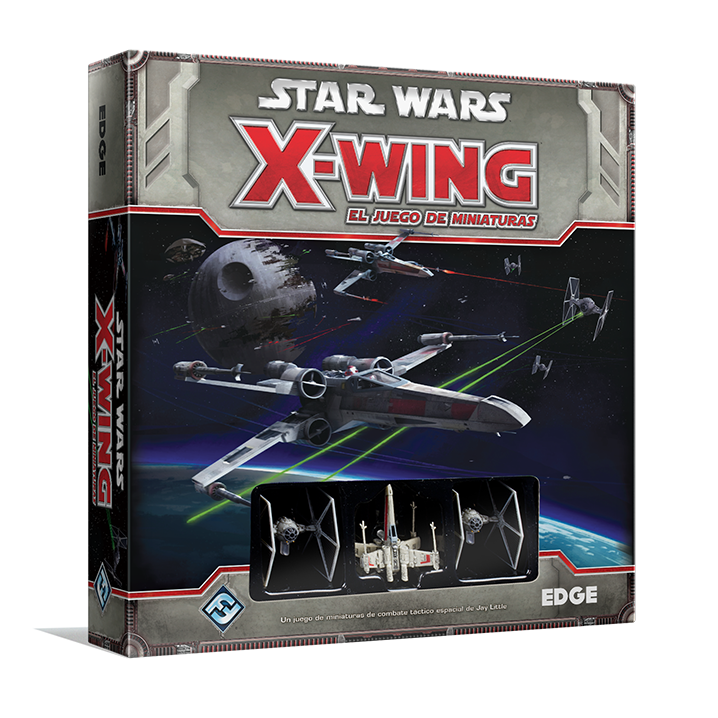 STAR WARS
X-WING
EL JUEGO DE MINIATURAS
Un juego de miniaturas de combate táctico espacial de Jay Little
EDGE
EDGE
STAR WARS
X-WING
EL JUEGO DE MINIATURAS